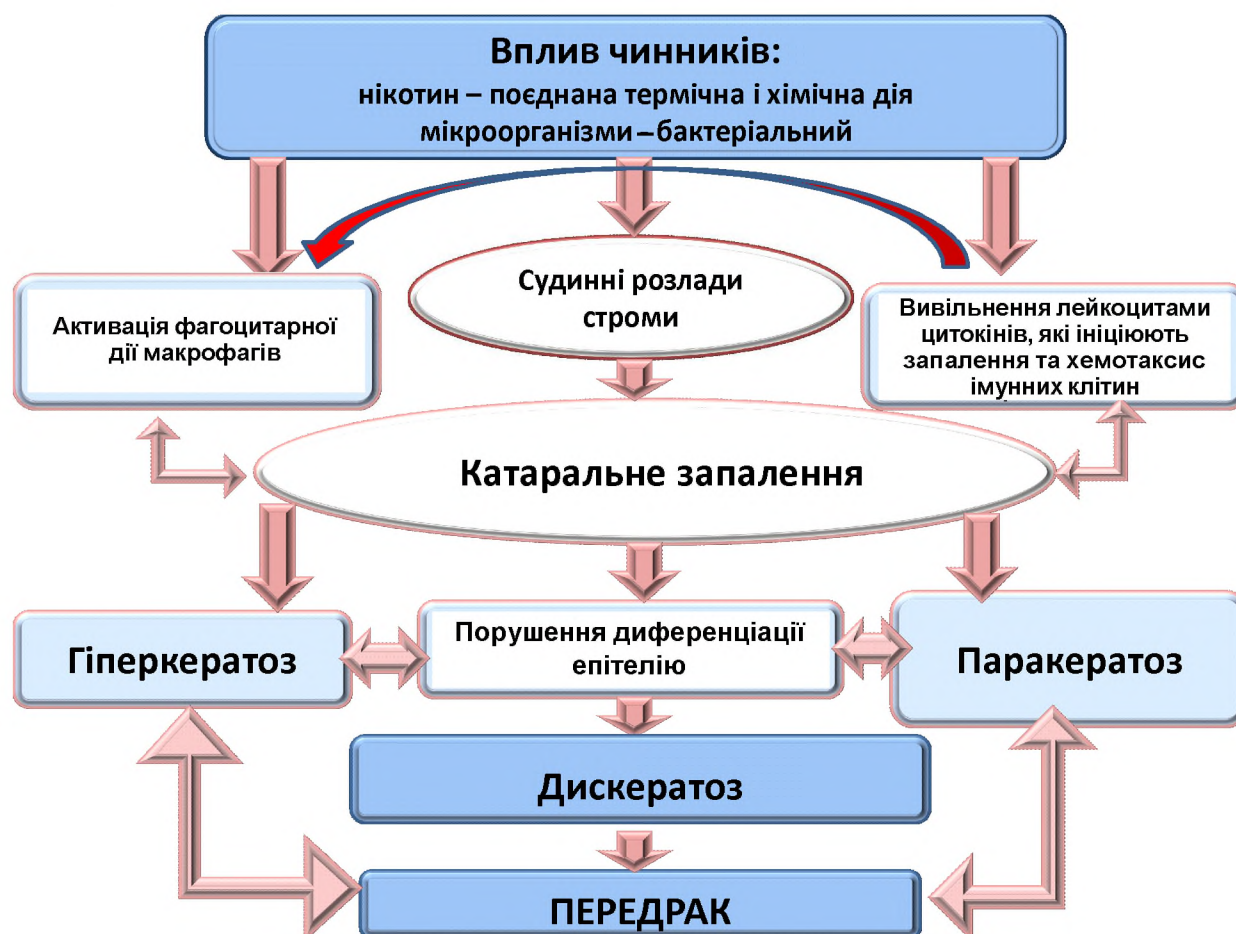 Вплив чинників:
нікотин – поєднана термічна і хімічна дія
мікроорганізми – бактеріальний
Судинні розлади
строми
Активація фагоцитарної
дії макрофагів
Вивільнення лейкоцитами
цитокінів, які ініціюють
запалення та хемотаксис
імунних клітин
Катаральне запалення
Гіперкератоз
Порушення диференціації
епітелію
Паракератоз
Дискератоз
ПЕРЕДРАК